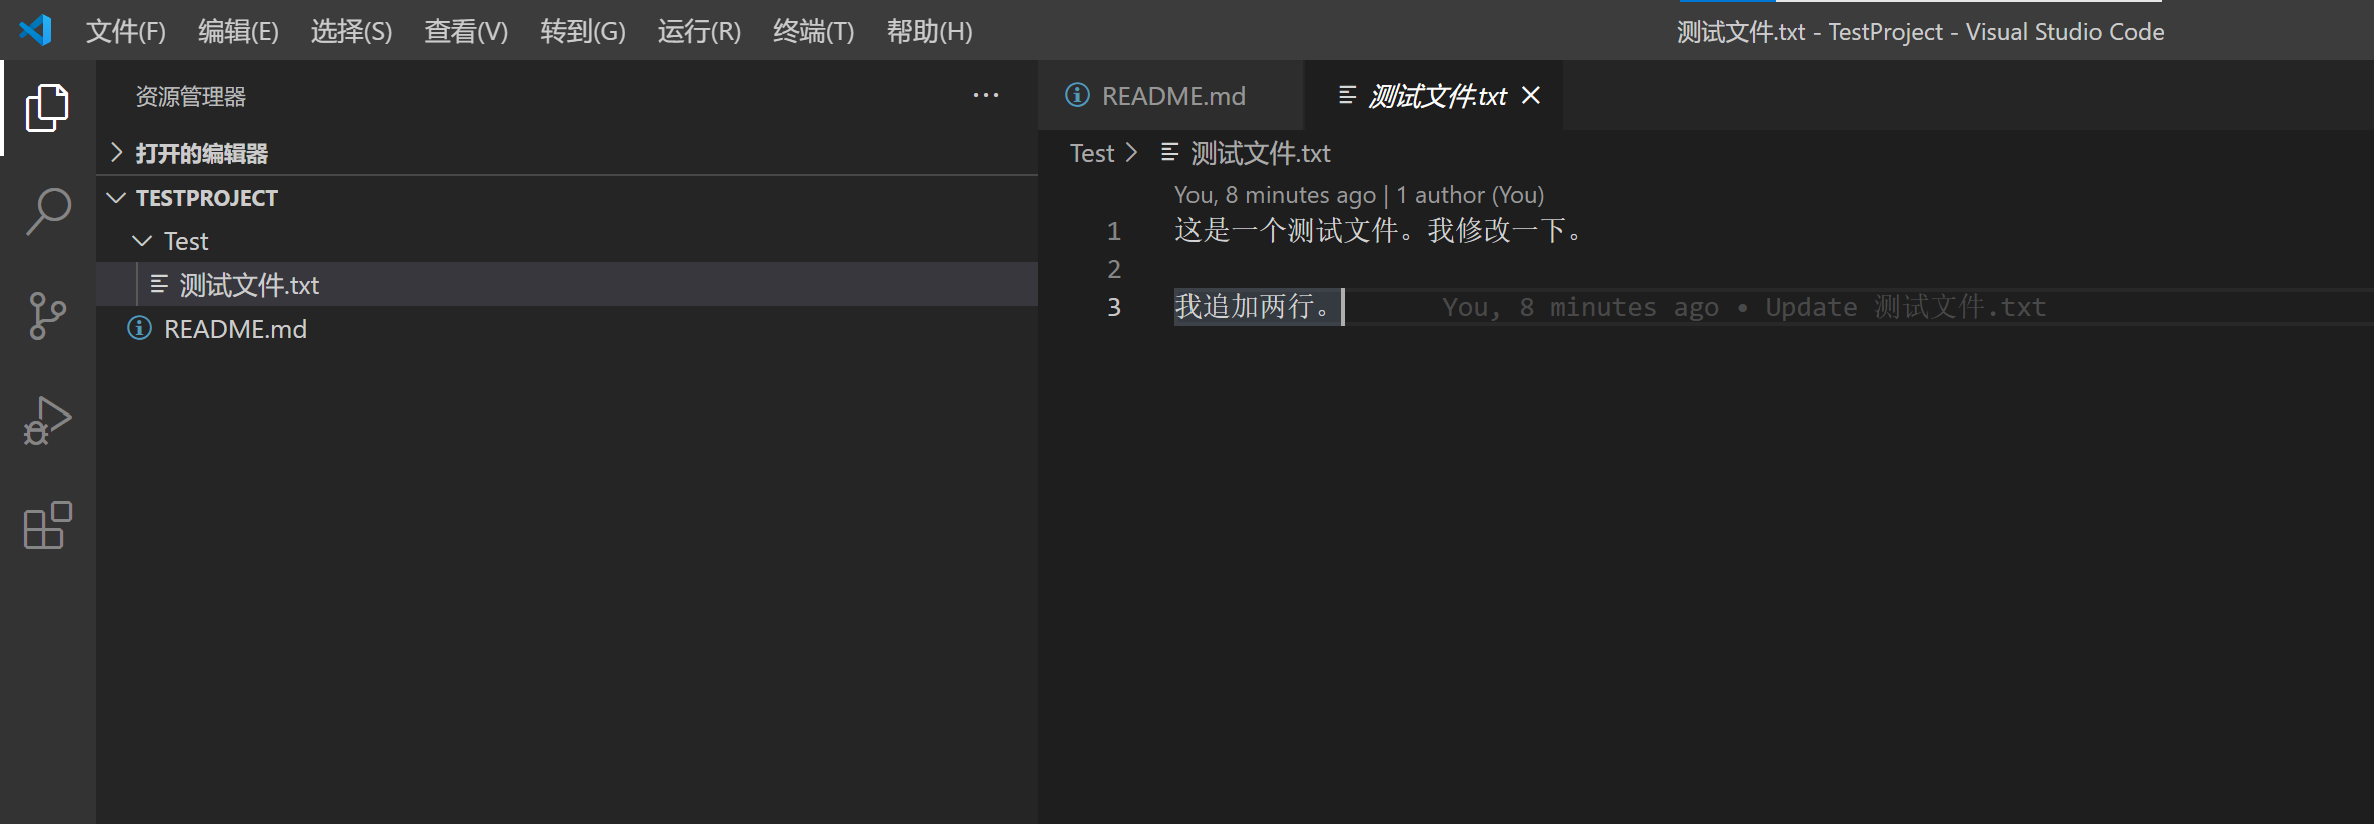 文件(F) 编辑(E) 选择(S) 查看(V) 转到(G) 运行(R) 终端(T) 帮助(H) 测试文件.txt - TestProject - Visual Studio Code
资源管理器 ···
打开的编辑器
TESTPROJECT
Test
测试文件.txt
README.md
README.md 测试文件.txt
Test > 测试文件.txt
You, 8 minutes ago | 1 author (You)
1 这是一个测试文件。我修改一下。
2
3 我追加两行。 You, 8 minutes ago • Update 测试文件.txt